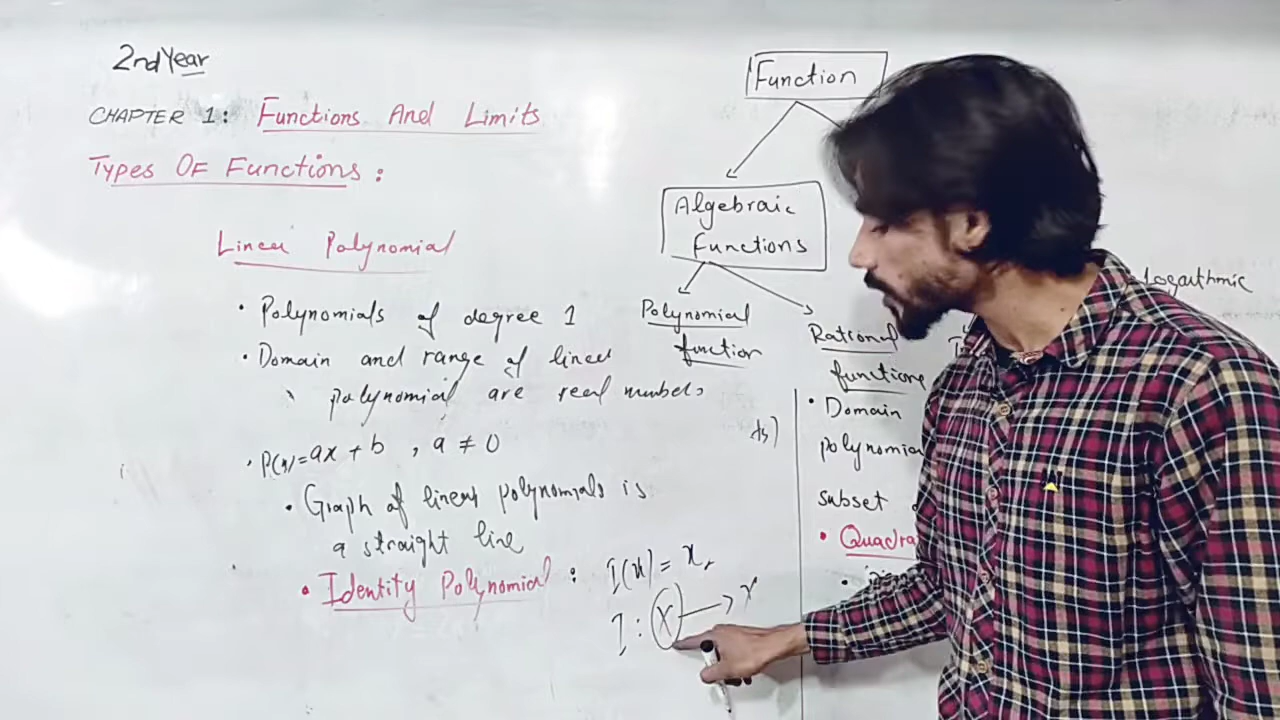 2nd Year
CHAPTER 1: Functions And Limits
Types Of Functions:
Linear Polynomial
• Polynomials of degree 1
• Domain and range of linear
polynomial are real numbers
• P(x)=ax + b , a ≠ 0
• Graph of linear polynomials is
a straight line
• Identity Polynomial : I(x) = x,
I : X → X
Function
Algebraic
Functions
Polynomial
function
Rational
functions
• Domain
polynomia
subset
• Quadra
Logarithmic